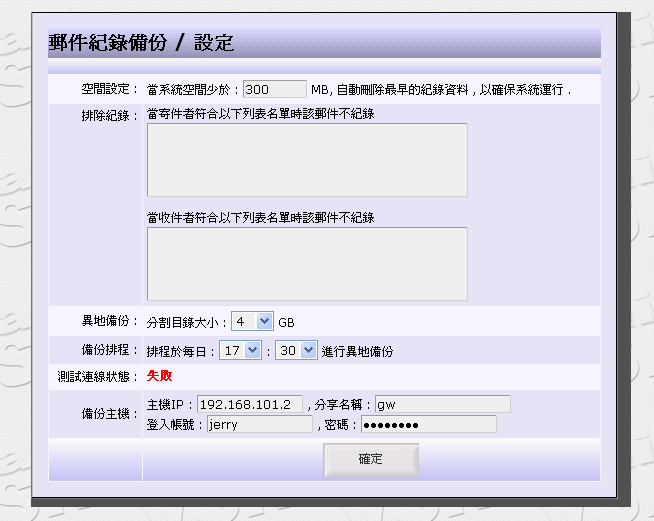 郵件紀錄備份 / 設定
空間設定： 當系統空間少於： 300 MB, 自動刪除最早的紀錄資料，以確保系統運行．
排除紀錄： 當寄件者符合以下列表名單時該郵件不紀錄
當收件者符合以下列表名單時該郵件不紀錄
異地備份： 分割目錄大小： 4 GB
備份排程： 排程於每日： 17 ： 30 進行異地備份
測試連線狀態： 失敗
備份主機： 主機IP： 192.168.101.2 ，分享名稱： gw
登入帳號： jerry ，密碼： ●●●●●●●●
確定